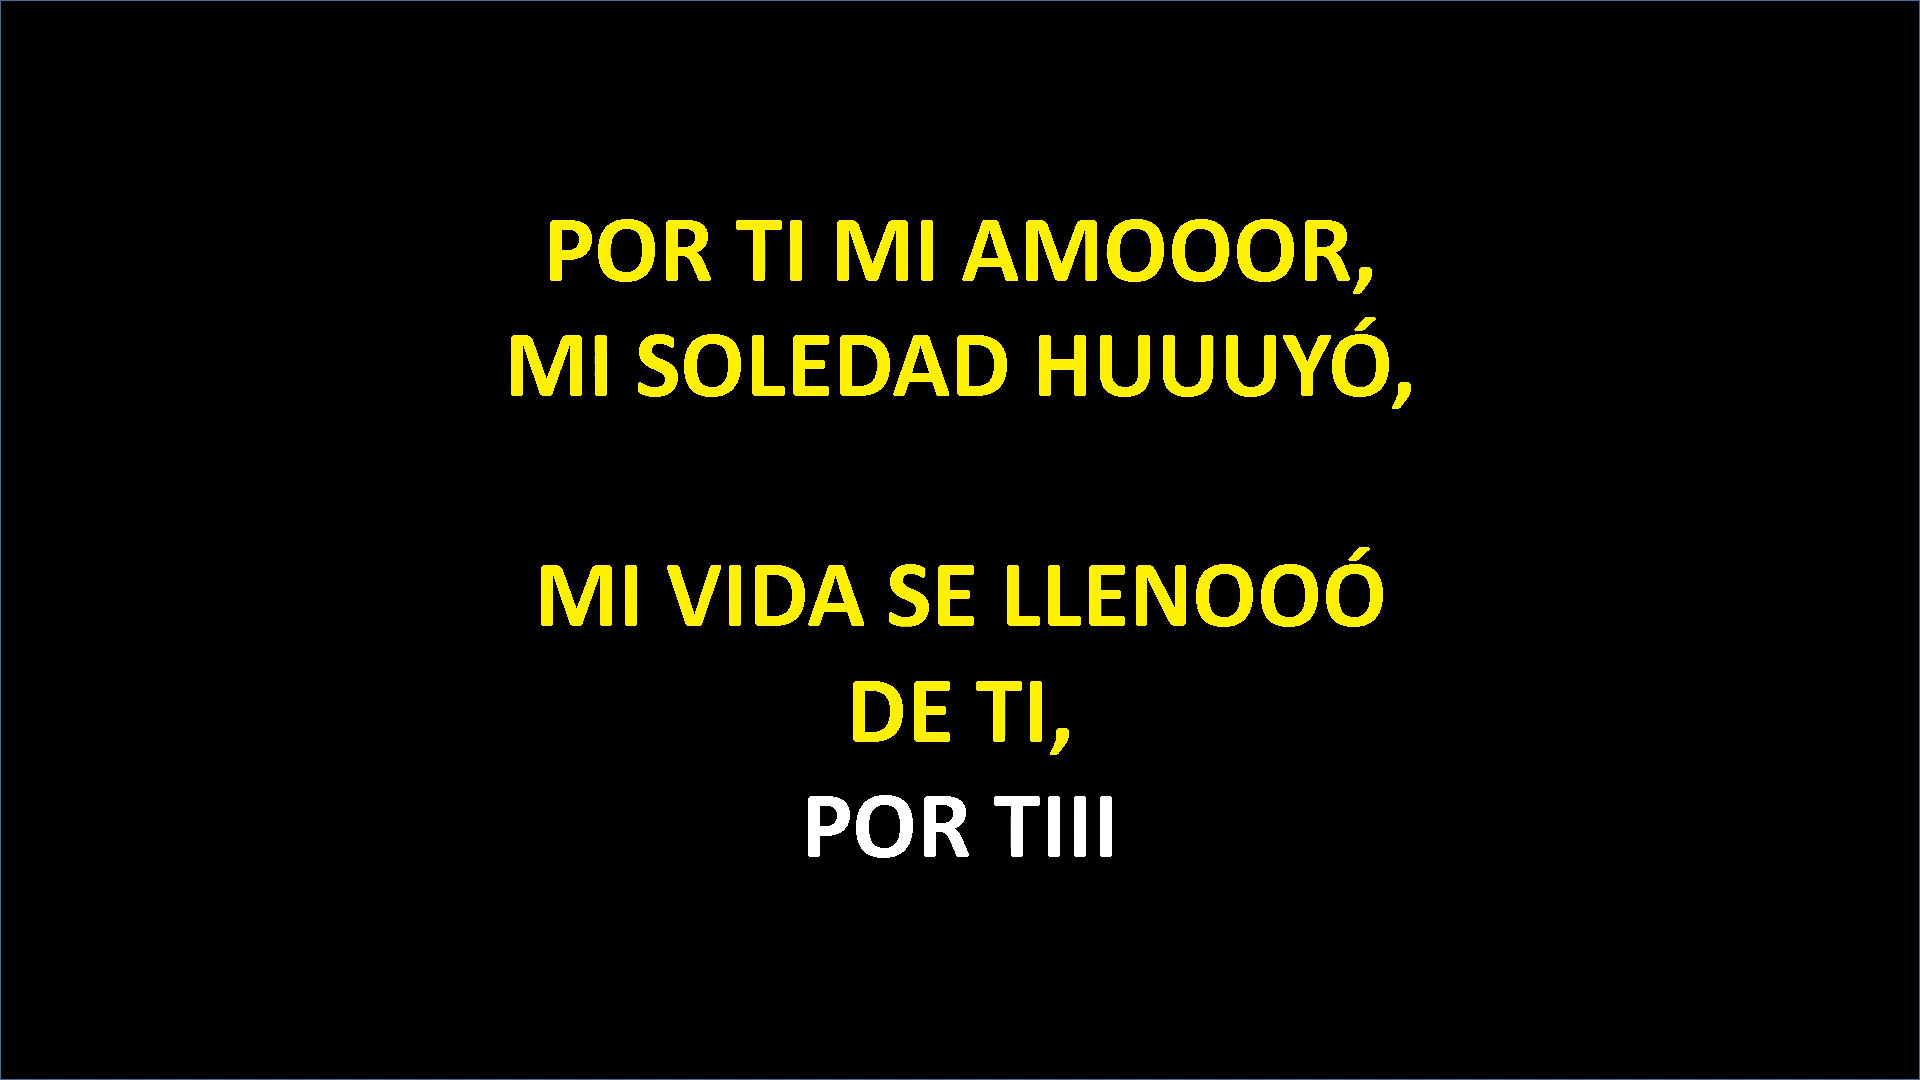 POR TI MI AMOOOR,
MI SOLEDAD HUUUYÓ,
MI VIDA SE LLENOOÓ
DE TI,
POR TIII